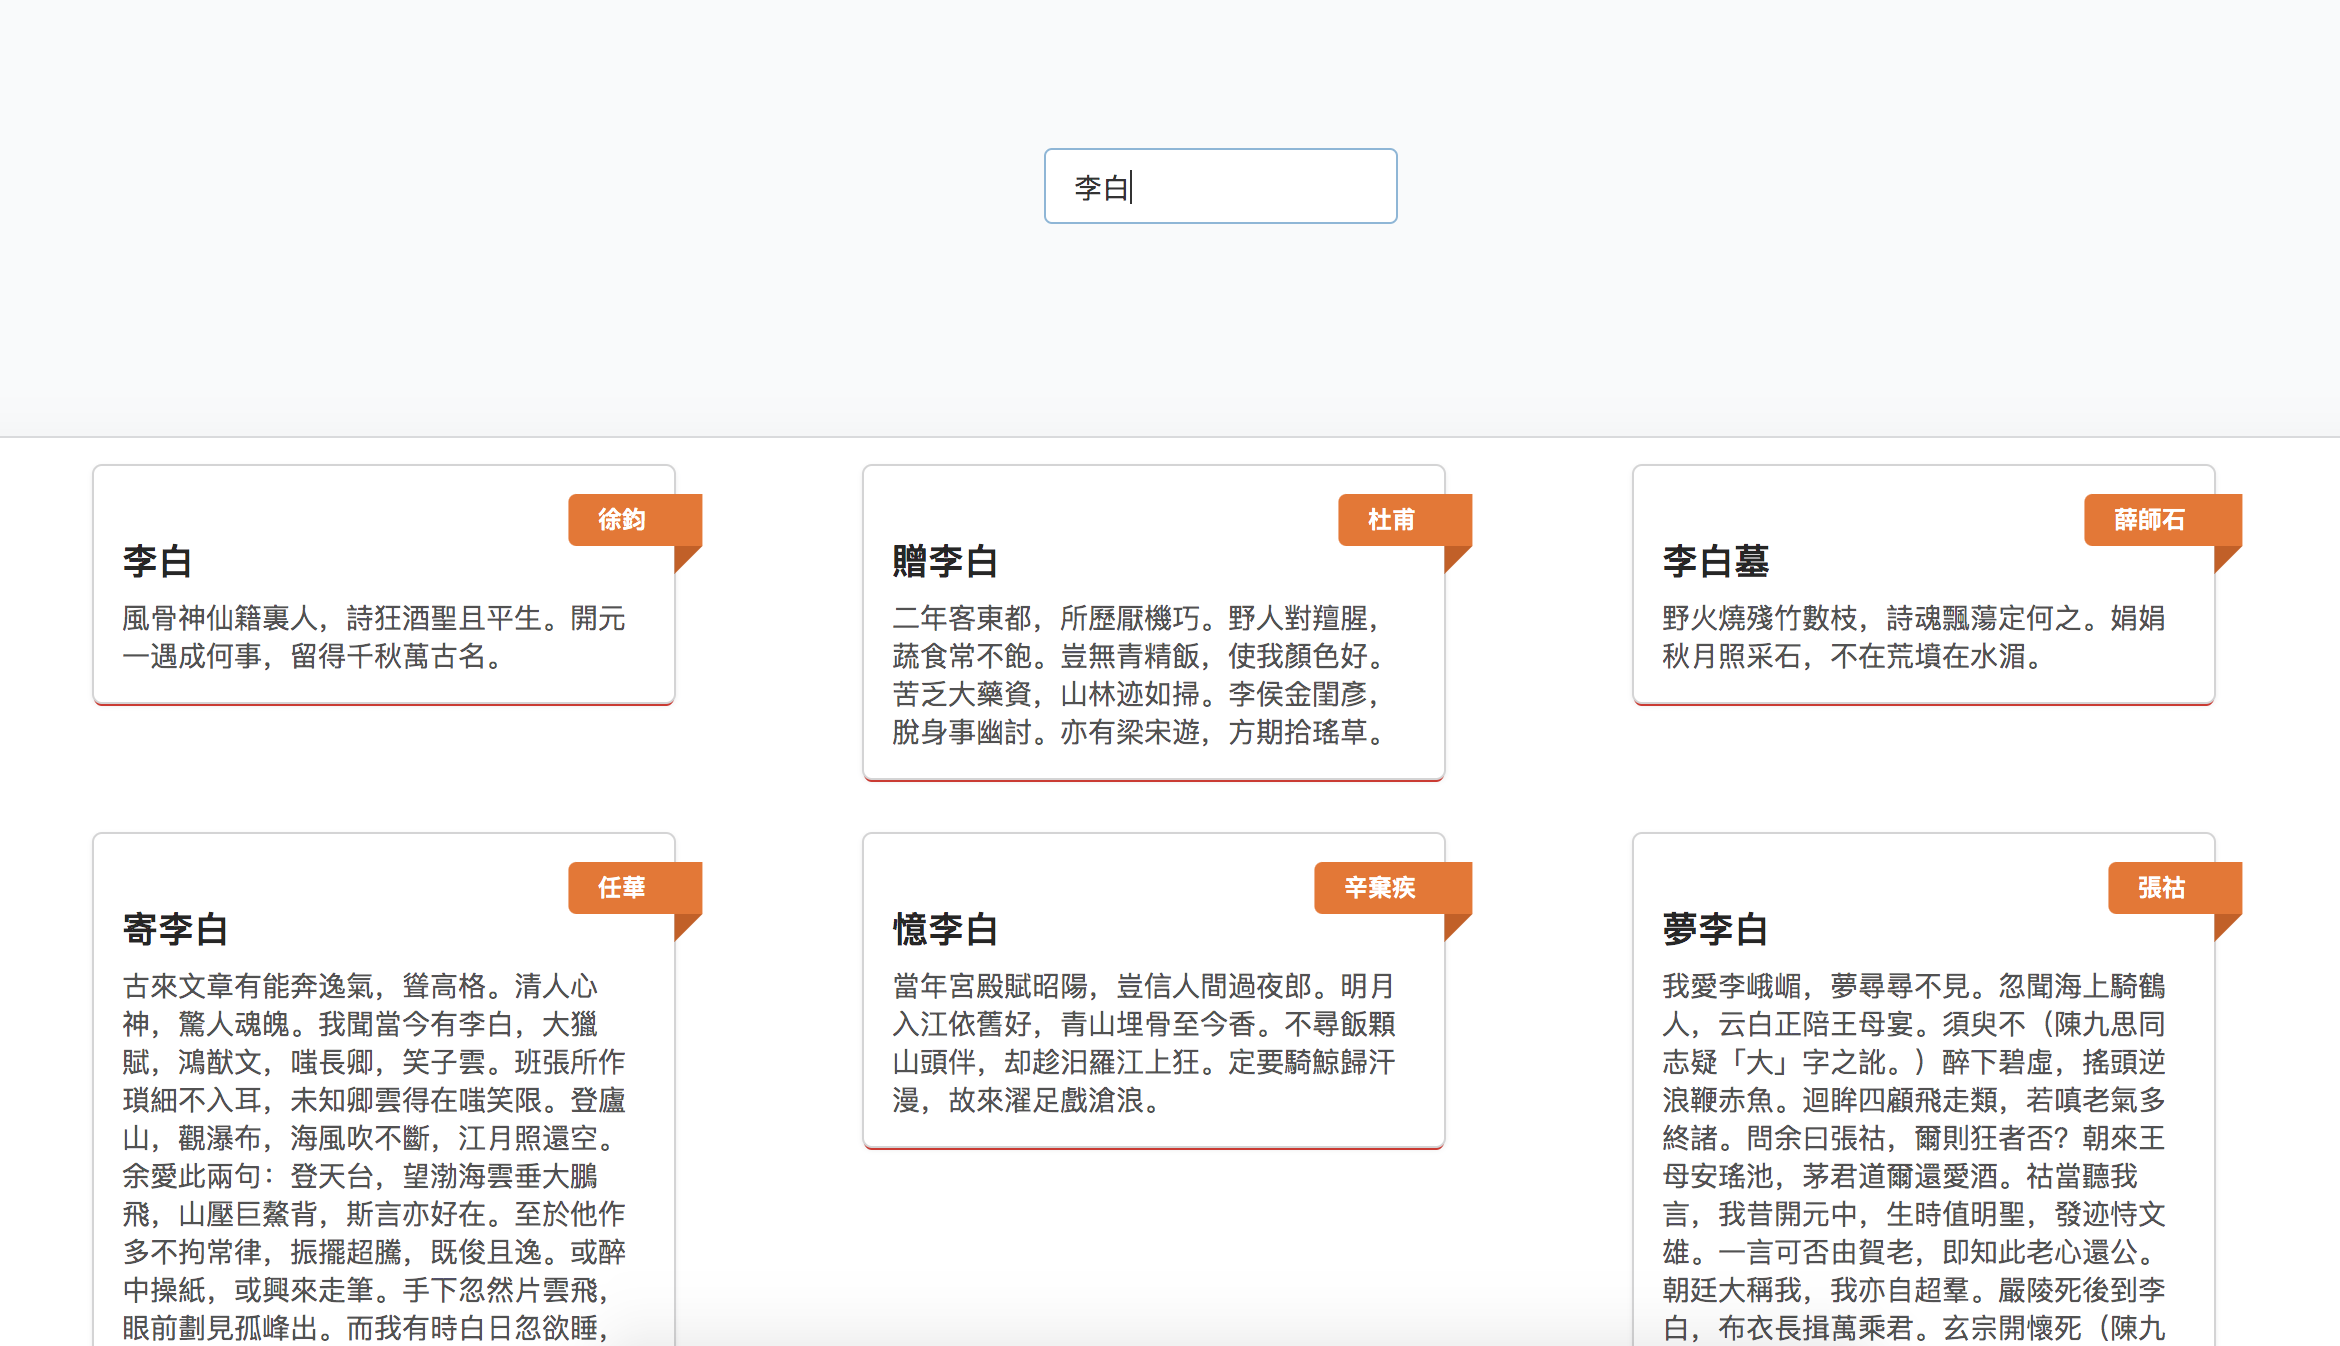 李白
徐鈞
李白
風骨神仙籍裏人，詩狂酒聖且平生。開元
一遇成何事，留得千秋萬古名。
杜甫
贈李白
二年客東都，所歷厭機巧。野人對羶腥，
蔬食常不飽。豈無青精飯，使我顏色好。
苦乏大藥資，山林迹如掃。李侯金閨彥，
脫身事幽討。亦有梁宋遊，方期拾瑤草。
薛師石
李白墓
野火燒殘竹數枝，詩魂飄蕩定何之。娟娟
秋月照采石，不在荒墳在水湄。
任華
寄李白
古來文章有能奔逸氣，聳高格。清人心
神，驚人魂魄。我聞當今有李白，大獵
賦，鴻猷文，嗤長卿，笑子雲。班張所作
瑣細不入耳，未知卿雲得在嗤笑限。登廬
山，觀瀑布，海風吹不斷，江月照還空。
余愛此兩句：登天台，望渤海雲垂大鵬
飛，山壓巨鰲背，斯言亦好在。至於他作
多不拘常律，振擺超騰，既俊且逸。或醉
中操紙，或興來走筆。手下忽然片雲飛，
眼前劃見孤峰出。而我有時白日忽欲睡，
辛棄疾
憶李白
當年宮殿賦昭陽，豈信人間過夜郎。明月
入江依舊好，青山埋骨至今香。不尋飯顆
山頭伴，却趁汨羅江上狂。定要騎鯨歸汗
漫，故來濯足戲滄浪。
張祜
夢李白
我愛李峨嵋，夢尋尋不見。忽聞海上騎鶴
人，云白正陪王母宴。須臾不（陳九思同
志疑「大」字之訛。）醉下碧虛，搖頭逆
浪鞭赤魚。迴眸四顧飛走類，若嗔老氣多
終諸。問余曰張祜，爾則狂者否？朝來王
母安瑤池，茅君道爾還愛酒。祜當聽我
言，我昔開元中，生時值明聖，發迹恃文
雄。一言可否由賀老，即知此老心還公。
朝廷大稱我，我亦自超羣。嚴陵死後到李
白，布衣長揖萬乘君。玄宗開懷死（陳九